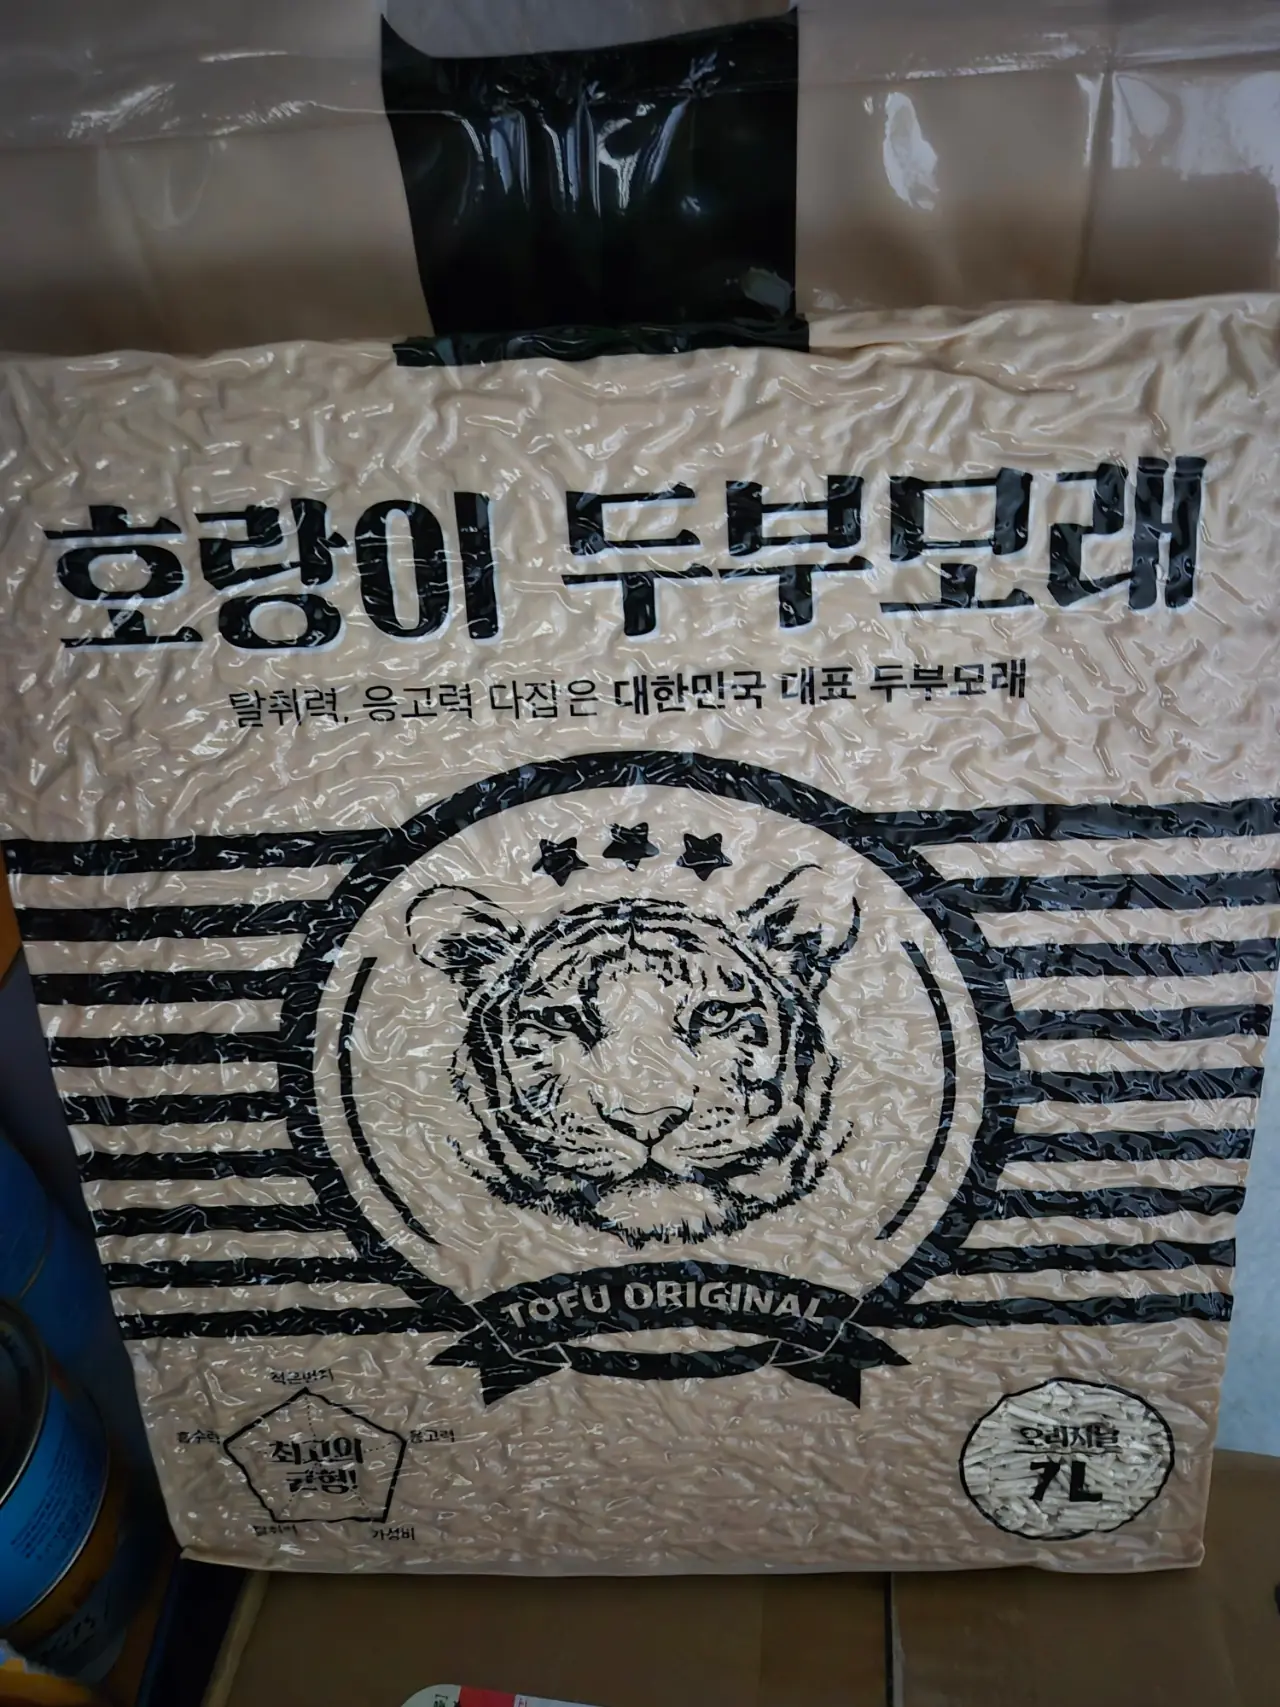 호랑이 두부모래
탈취력, 응고력 다잡은 대한민국 대표 두부모래
TOFU ORIGINAL
적은먼지
흡수력
응고력
최고의
균형!
탈취력
가성비
오리지널
7L